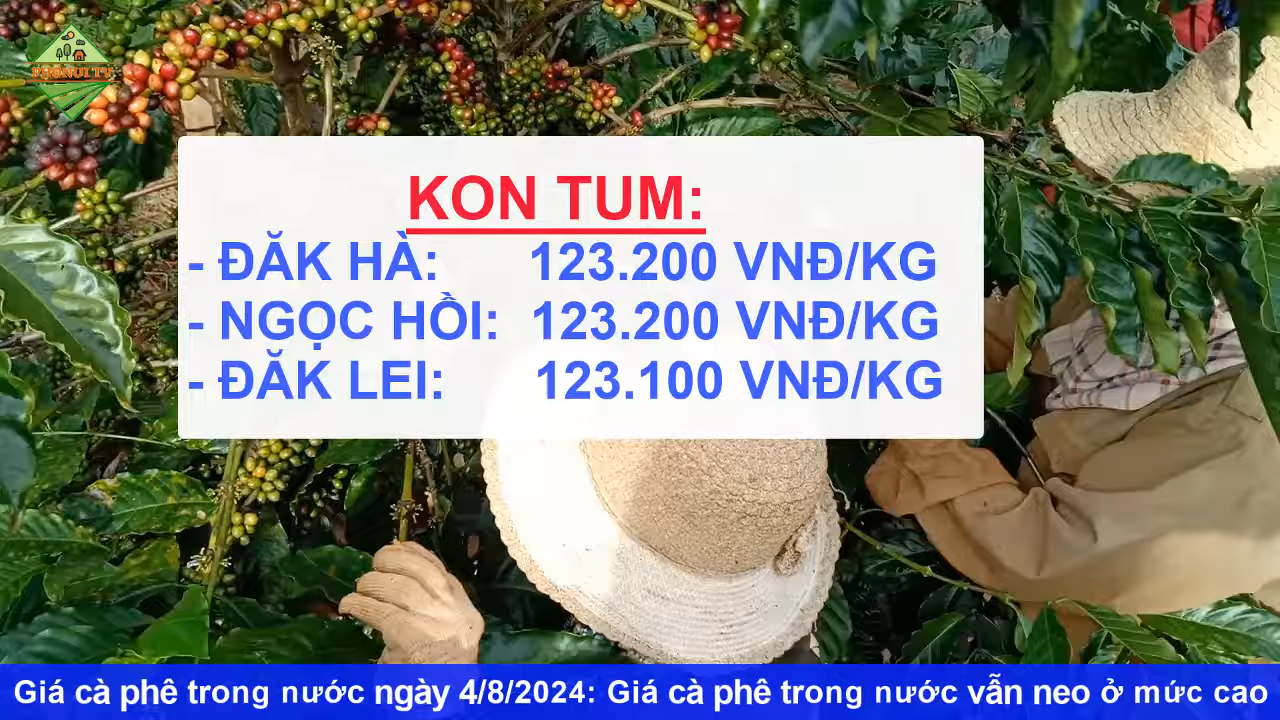 PHỐNÚI TV
KON TUM:
- ĐĂK HÀ: 123.200 VNĐ/KG
- NGỌC HỒI: 123.200 VNĐ/KG
- ĐĂK LEI: 123.100 VNĐ/KG
Giá cà phê trong nước ngày 4/8/2024: Giá cà phê trong nước vẫn neo ở mức cao